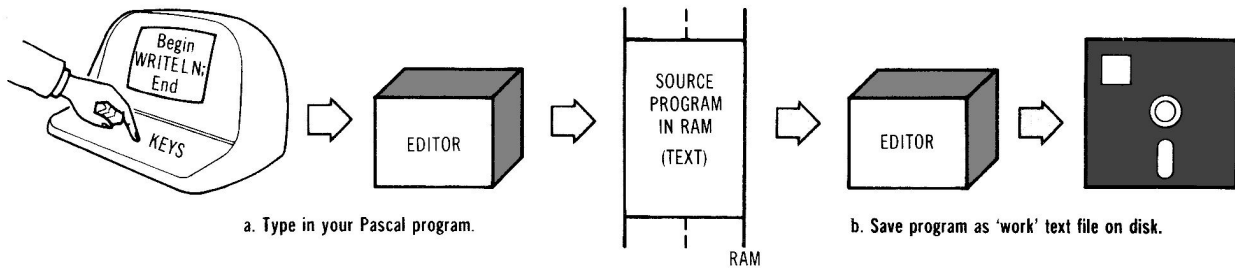 Begin
WRITELN;
End
KEYS
EDITOR
SOURCE
PROGRAM
IN RAM
(TEXT)
EDITOR
a. Type in your Pascal program.
b. Save program as 'work' text file on disk.
RAM